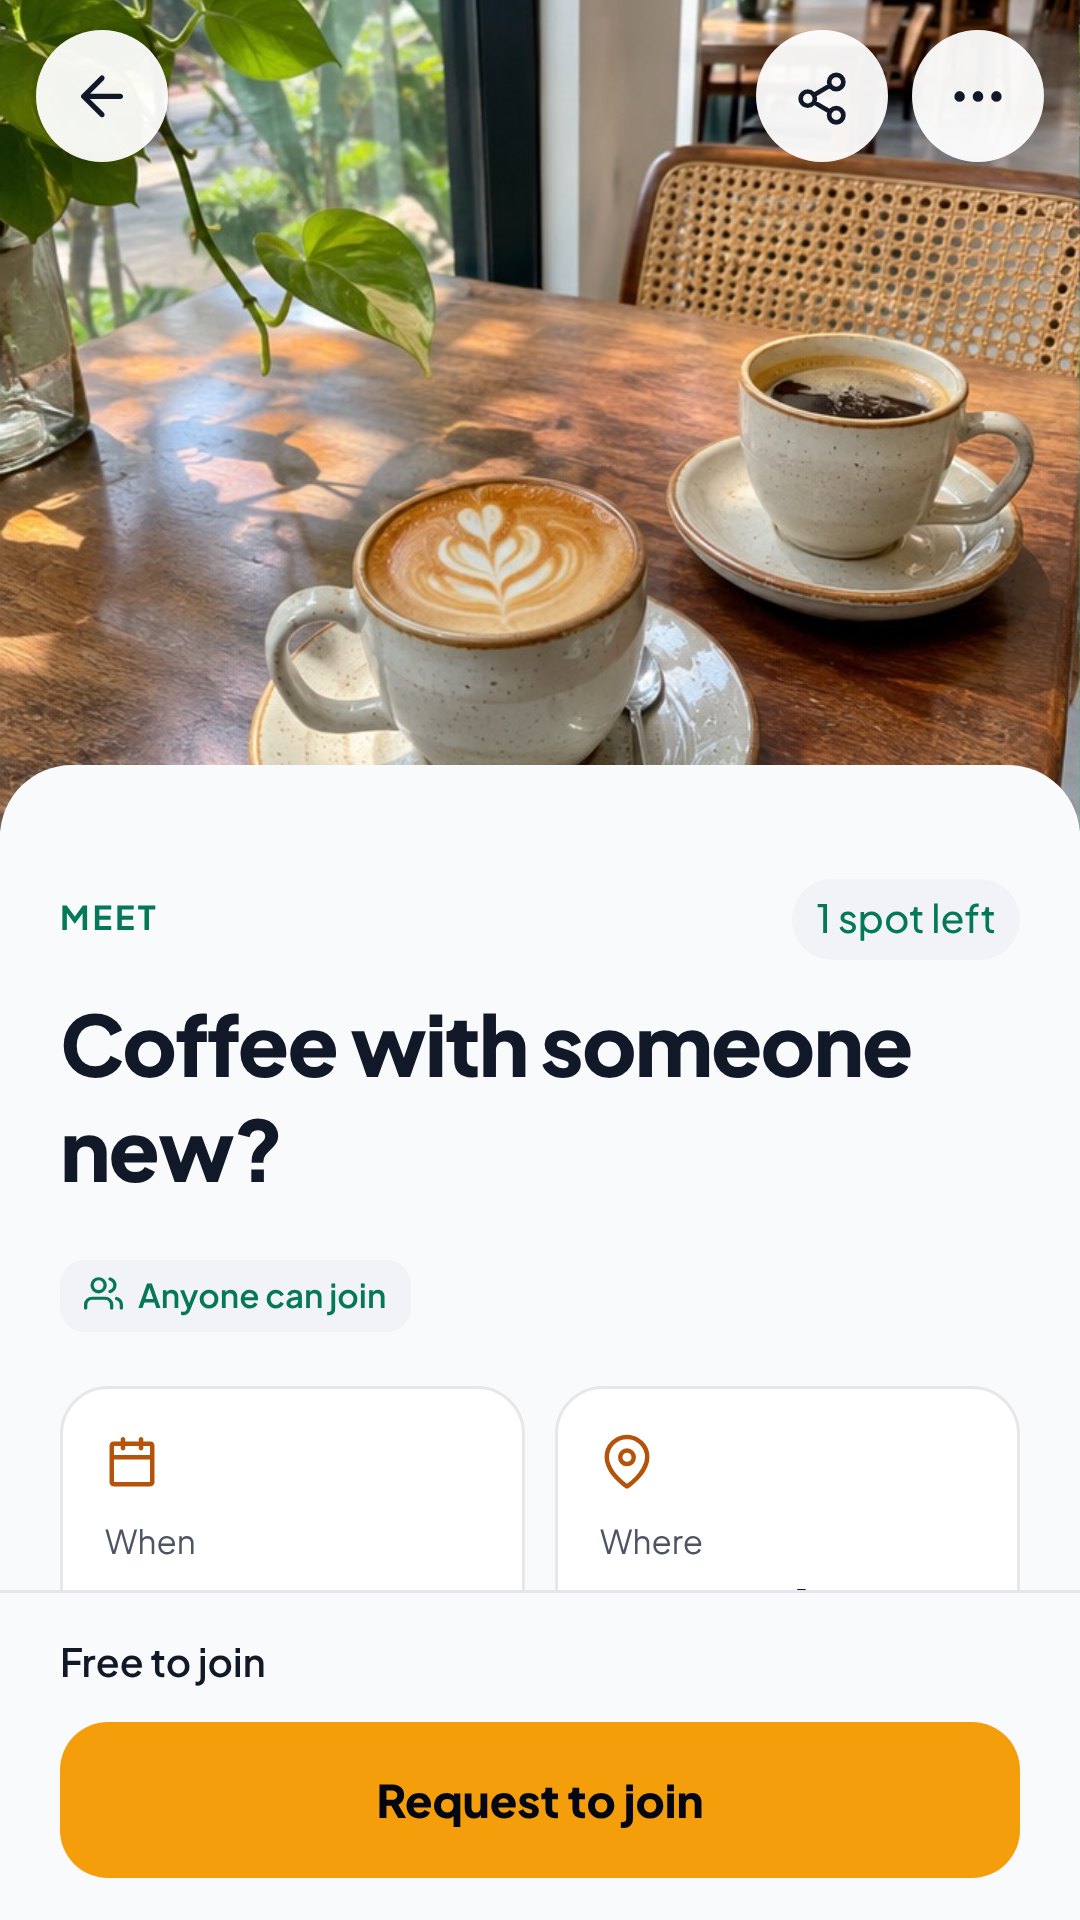 MEET
1 spot left
Coffee with someone
new?
Anyone can join
When
Where
Free to join
Request to join